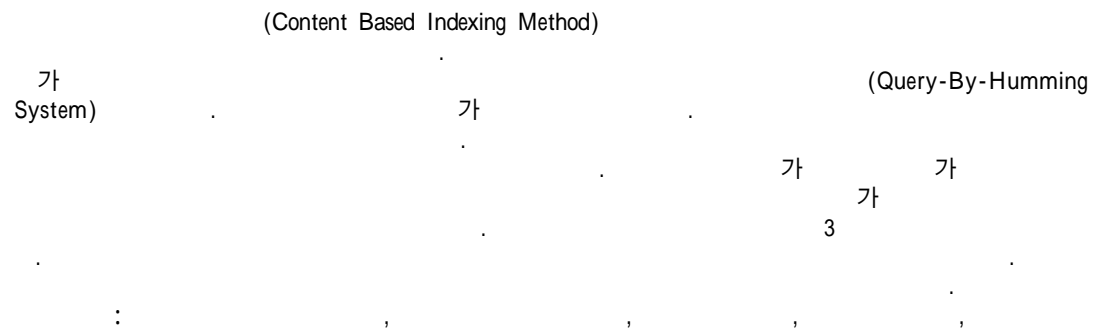 (Content Based Indexing Method)
.
가 (Query-By-Humming
System) . 가 .
.
. 가 가
가
. 3
. .
.
: , , , ,